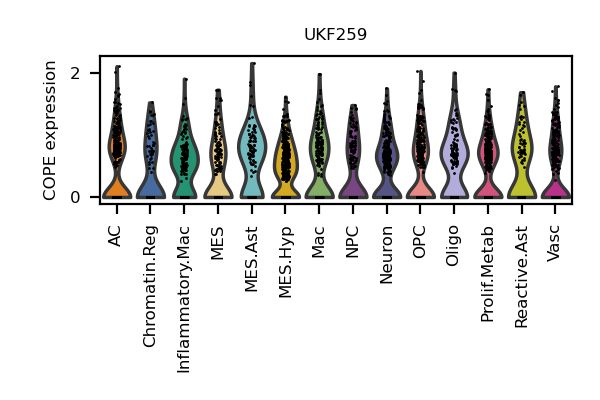 UKF259
COPE expression
2
0
AC
Chromatin.Reg
Inflammatory.Mac
MES
MES.Ast
MES.Hyp
Mac
NPC
Neuron
OPC
Oligo
Prolif.Metab
Reactive.Ast
Vasc